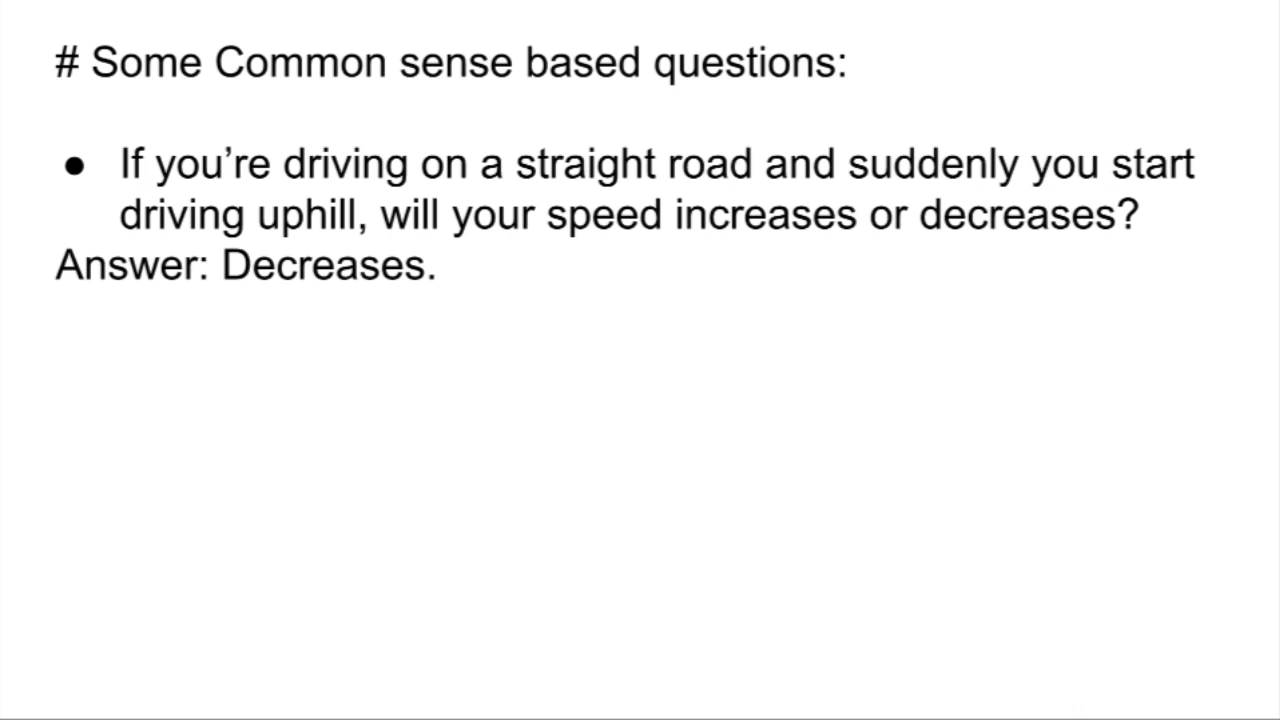 # Some Common sense based questions:
● If you’re driving on a straight road and suddenly you start
driving uphill, will your speed increases or decreases?
Answer: Decreases.